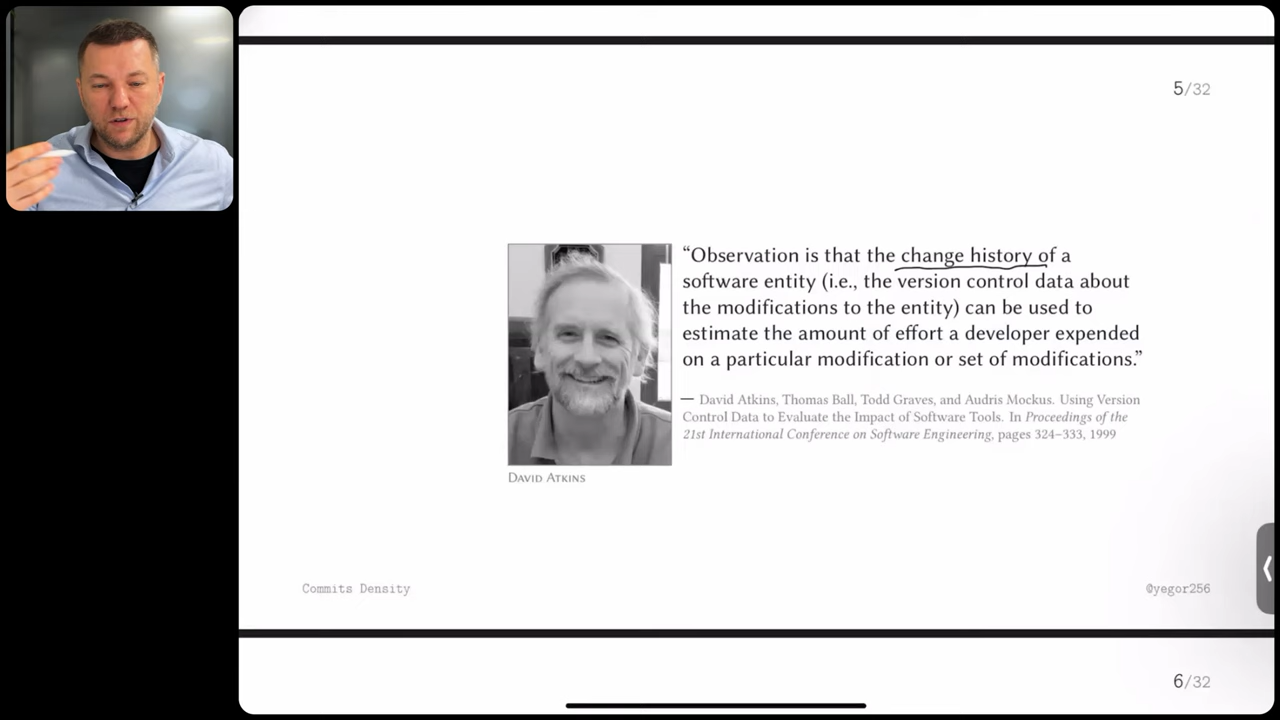 5/32
“Observation is that the change history of a
software entity (i.e., the version control data about
the modifications to the entity) can be used to
estimate the amount of effort a developer expended
on a particular modification or set of modifications.”
— David Atkins, Thomas Ball, Todd Graves, and Audris Mockus. Using Version
Control Data to Evaluate the Impact of Software Tools. In Proceedings of the
21st International Conference on Software Engineering, pages 324–333, 1999
David Atkins
Commits Density
@yegor256
6/32